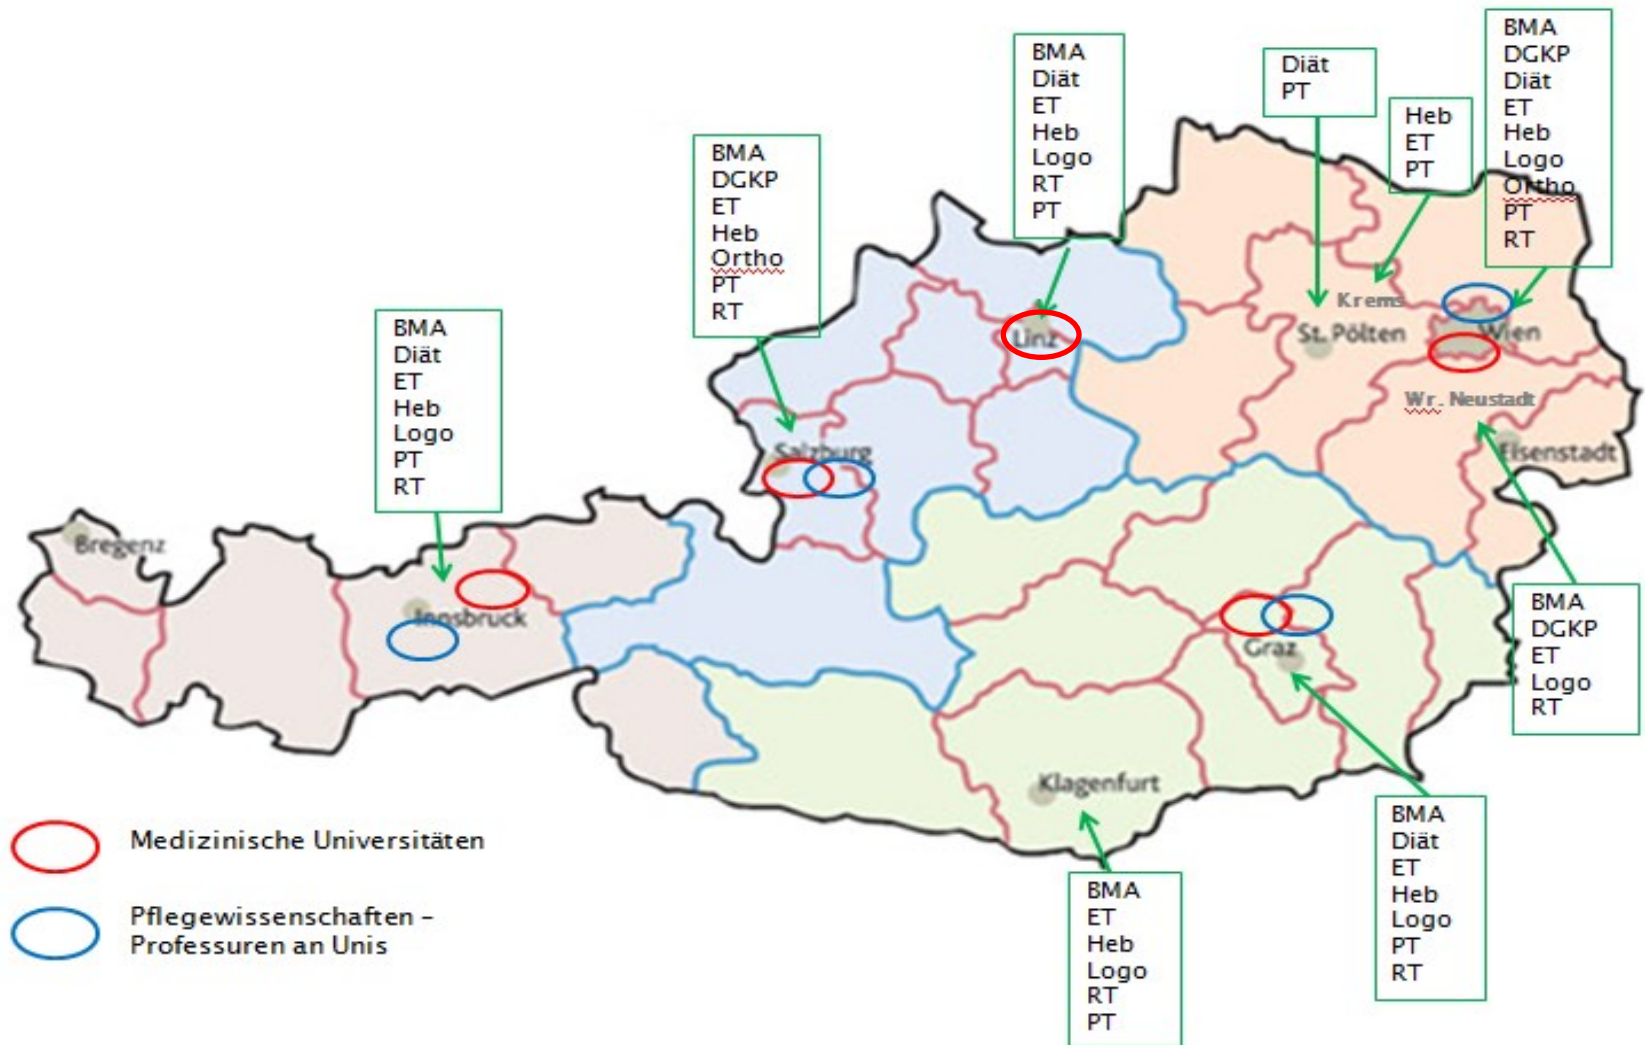 BMA
DGKP
Diät
ET
Heb
Logo
Ortho
PT
RT
Diät
PT
Heb
ET
PT
BMA
Diät
ET
Heb
Logo
RT
PT
BMA
DGKP
ET
Heb
Ortho
PT
RT
BMA
Diät
ET
Heb
Logo
PT
RT
Krems
Linz
St. Pölten
Wien
Wr. Neustadt
Salzburg
Eisenstadt
Bregenz
Innsbruck
Graz
Klagenfurt
BMA
DGKP
ET
Logo
RT
BMA
Diät
ET
Heb
Logo
PT
RT
BMA
ET
Heb
Logo
RT
PT
Medizinische Universitäten
Pflegewissenschaften –
Professuren an Unis